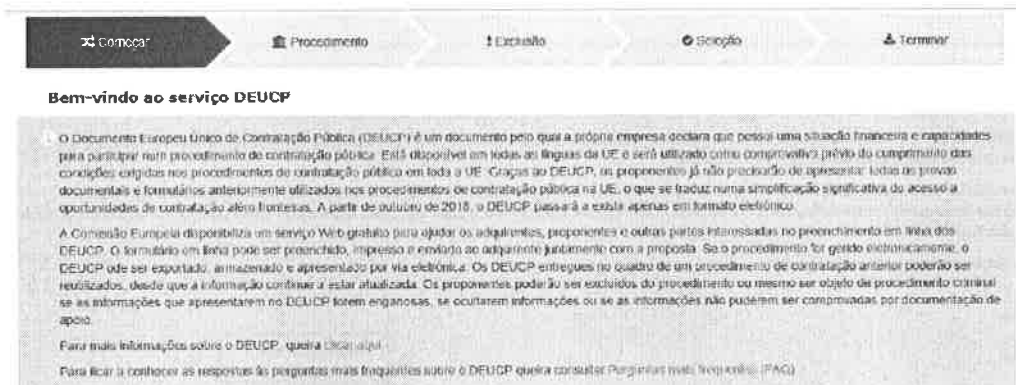 Começar
Procedimento
Exclusão
Seleção
Terminar
Bem-vindo ao serviço DEUCP
O Documento Europeu Único de Contratação Pública (DEUCP) é um documento pelo qual a própria empresa declara que possui uma situação financeira e capacidades
para participar num procedimento de contratação pública. Está disponível em todas as línguas da UE e será utilizado como comprovativo prévio do cumprimento das
condições exigidas nos procedimentos de contratação pública em toda a UE. Graças ao DEUCP, os proponentes já não precisarão de apresentar todas as provas
documentais e formulários anteriormente utilizados nos procedimentos de contratação pública na UE, o que se traduz numa simplificação significativa do acesso a
oportunidades de contratação além fronteiras. A partir de outubro de 2018, o DEUCP passará a existir apenas em formato eletrónico.
A Comissão Europeia disponibiliza um serviço Web gratuito para ajudar os adquirentes, proponentes e outras partes interessadas no preenchimento em linha dos
DEUCP. O formulário em linha pode ser preenchido, impresso e enviado ao adquirente juntamente com a proposta. Se o procedimento for gerido eletronicamente, o
DEUCP ode ser exportado, armazenado e apresentado por via eletrónica. Os DEUCP entregues no quadro de um procedimento de contratação anterior poderão ser
reutilizados, desde que a informação continue a estar atualizada. Os proponentes poderão ser excluídos do procedimento ou mesmo ser objeto de procedimento criminal
se as informações que apresentarem no DEUCP forem enganosas, se ocultarem informações ou se as informações não puderem ser comprovadas por documentação de
apoio.
Para mais informações sobre o DEUCP, queira clicar aqui
Para ficar a conhecer as respostas às perguntas mais frequentes sobre o DEUCP queira consultar Perguntas mais frequentes (FAQ)